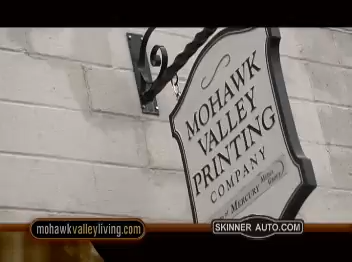 MOHAWK
VALLEY
PRINTING
COMPANY
MERCURY
mohawkvalleyliving.com
SKINNER AUTO.COM